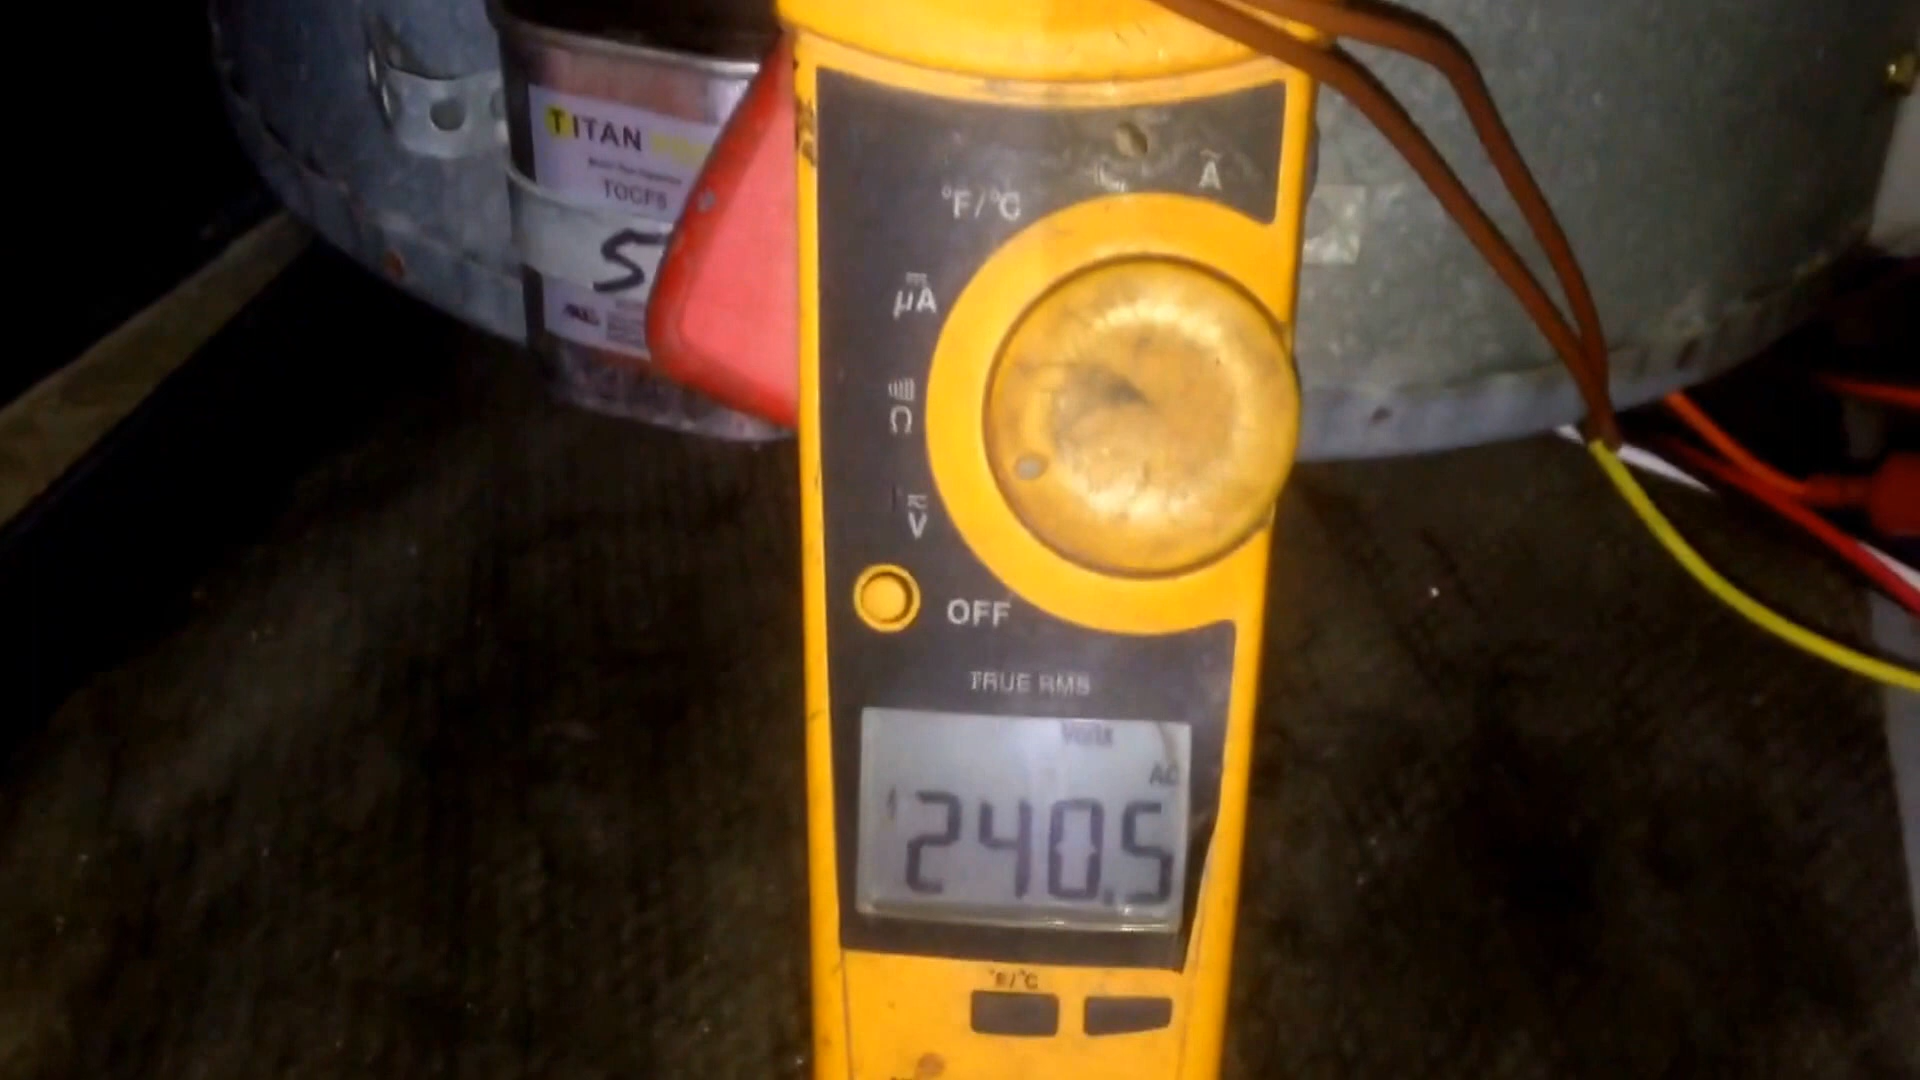 TITAN
TOCF5
5
Ã
°F/°C
µA
Ω
V
OFF
TRUE RMS
Volts
AC
240.5
°F/°C